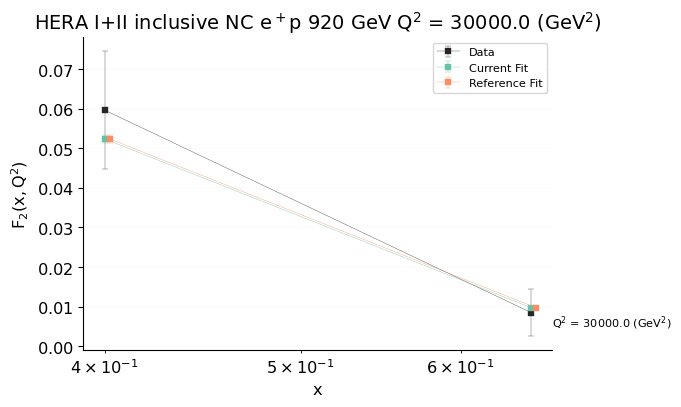 HERA I+II inclusive NC e⁺p 920 GeV Q² = 30000.0 (GeV²)
Data
Current Fit
Reference Fit
F₂(x, Q²)
0.07
0.06
0.05
0.04
0.03
0.02
0.01
0.00
Q² = 30000.0 (GeV²)
4 × 10⁻¹
5 × 10⁻¹
6 × 10⁻¹
x